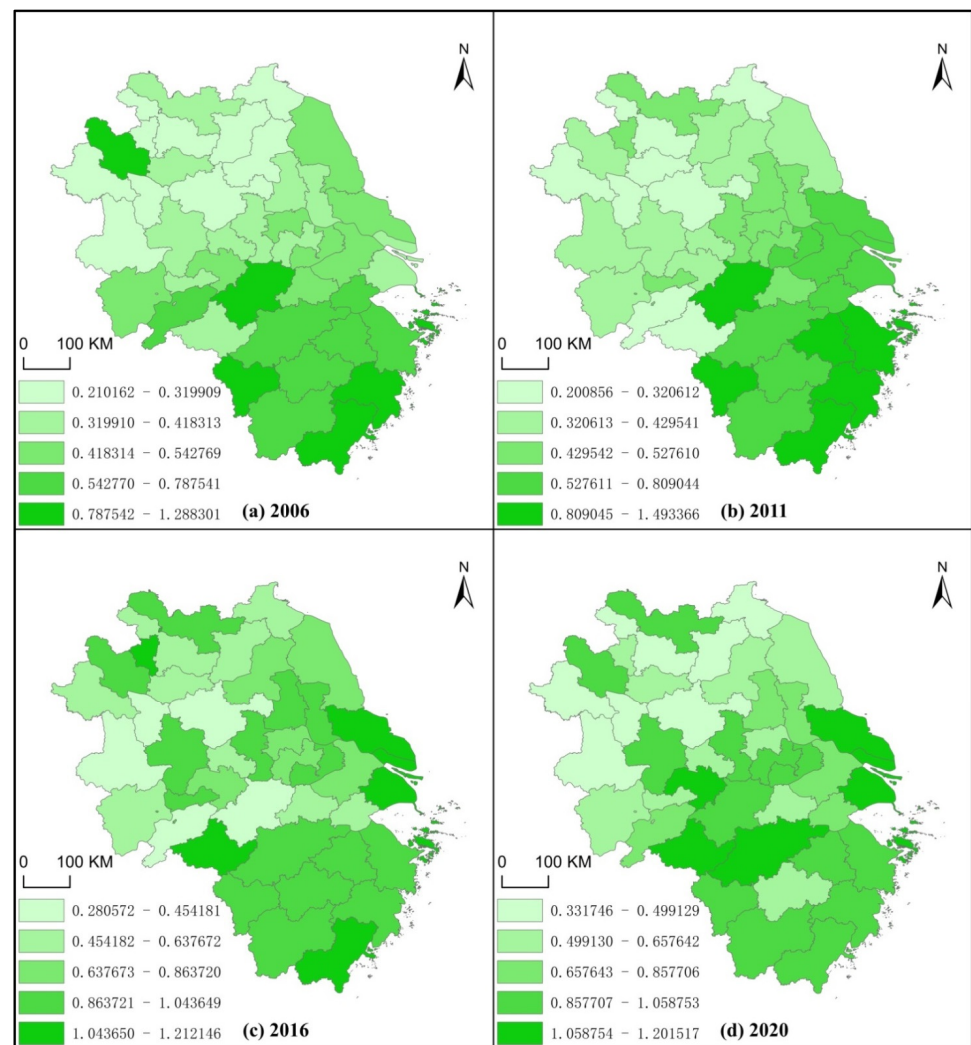 N
0 100 KM
0.210162 - 0.319909
0.319910 - 0.418313
0.418314 - 0.542769
0.542770 - 0.787541
0.787542 - 1.288301
(a) 2006
N
0 100 KM
0.200856 - 0.320612
0.320613 - 0.429541
0.429542 - 0.527610
0.527611 - 0.809044
0.809045 - 1.493366
(b) 2011
N
0 100 KM
0.280572 - 0.454181
0.454182 - 0.637672
0.637673 - 0.863720
0.863721 - 1.043649
1.043650 - 1.212146
(c) 2016
N
0 100 KM
0.331746 - 0.499129
0.499130 - 0.657642
0.657643 - 0.857706
0.857707 - 1.058753
1.058754 - 1.201517
(d) 2020